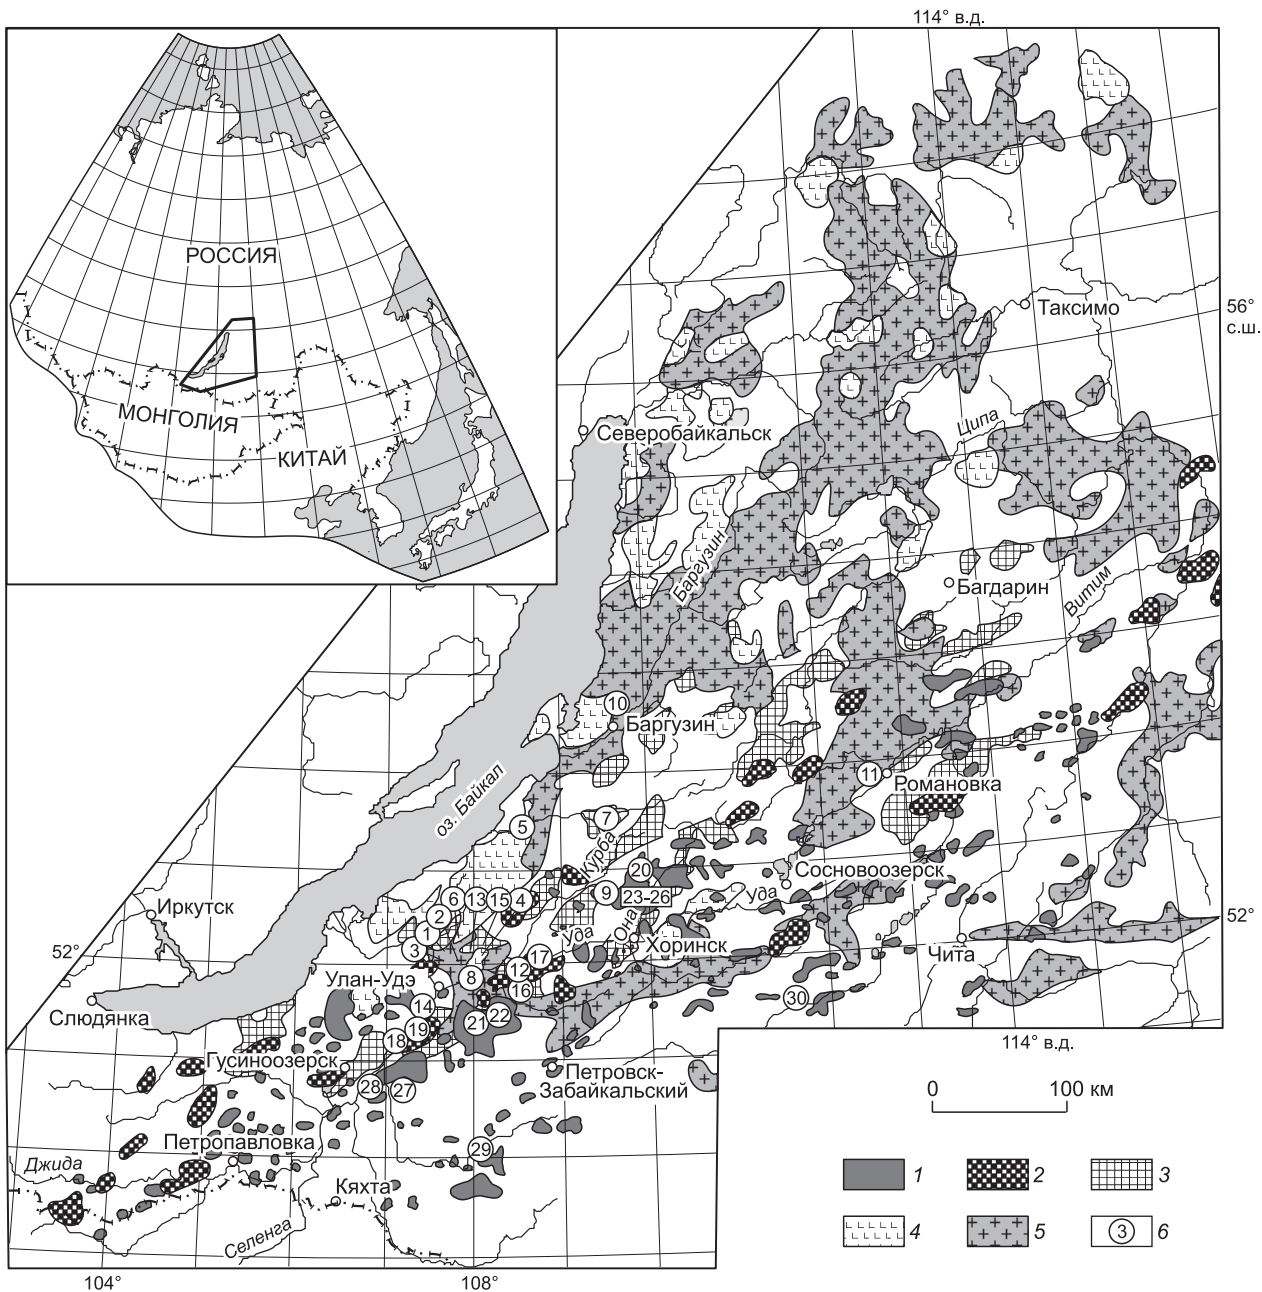 114° в.д.
РОССИЯ
МОНГОЛИЯ
КИТАЙ
Таксимо
56°
с.ш.
Северобайкальск
Ципа
Баргузин
Багдарин
Витим
10
Баргузин
оз. Байкал
11
Романовка
5
7
Курба
20
Сосновоозерск
6
13
15
4
9
23-26
Уда
Иркутск
2
1
Уда
Она
Хоринск
52°
52°
3
17
Чита
Улан-Удэ
8
12
16
30
Слюдянка
14
21
22
19
18
114° в.д.
Гусиноозерск
Петровск-
Забайкальский
28
27
0
100 км
Петропавловка
29
Джида
Кяхта
1
2
3
Селенга
4
5
3
6
104°
108°